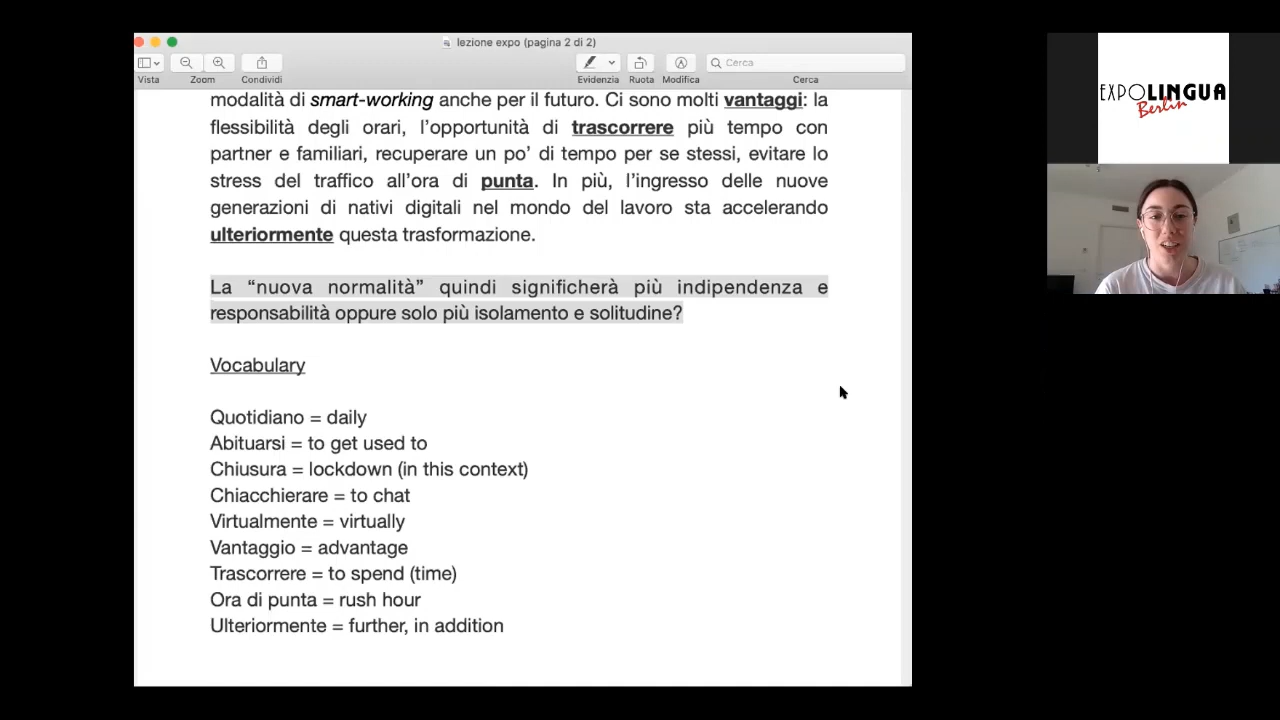 lezione expo (pagina 2 di 2)
Vista
Zoom
Condividi
Evidenzia
Ruota
Modifica
Cerca
Cerca
modalità di smart-working anche per il futuro. Ci sono molti vantaggi: la
flessibilità degli orari, l’opportunità di trascorrere più tempo con
partner e familiari, recuperare un po’ di tempo per se stessi, evitare lo
stress del traffico all’ora di punta. In più, l’ingresso delle nuove
generazioni di nativi digitali nel mondo del lavoro sta accelerando
ulteriormente questa trasformazione.
La “nuova normalità” quindi significherà più indipendenza e
responsabilità oppure solo più isolamento e solitudine?
Vocabulary
Quotidiano = daily
Abituarsi = to get used to
Chiusura = lockdown (in this context)
Chiacchierare = to chat
Virtualmente = virtually
Vantaggio = advantage
Trascorrere = to spend (time)
Ora di punta = rush hour
Ulteriormente = further, in addition
EXPOLINGUA
Berlin